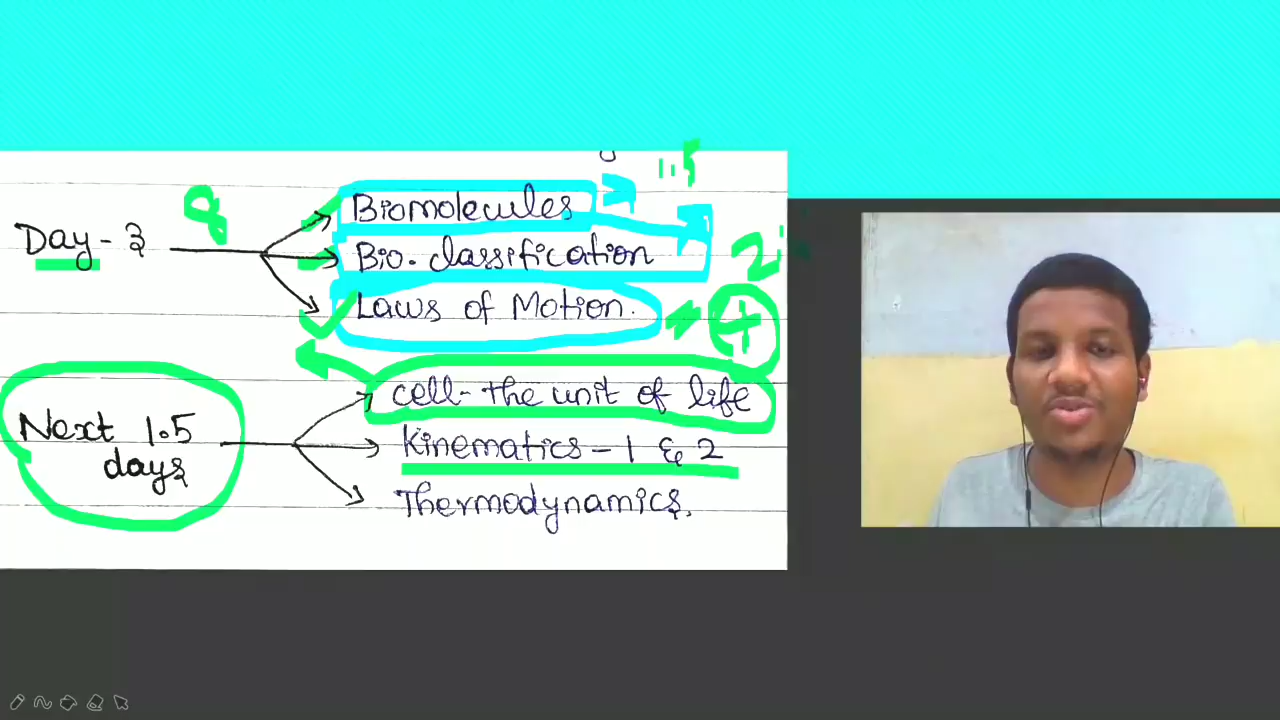 1.5
Biomolecules
Day - 3
8
Bio. classification
2
Laws of Motion.
+
cell - the unit of life
Next 1.5
days
Kinematics - 1 & 2
Thermodynamics.